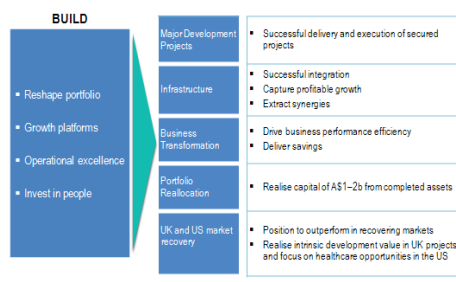 BUILD
▪ Reshape portfolio
▪ Growth platforms
▪ Operational excellence
▪ Invest in people
Major Development
Projects
▪ Successful delivery and execution of secured
projects
Infrastructure
▪ Successful integration
▪ Capture profitable growth
▪ Extract synergies
Business
Transformation
▪ Drive business performance efficiency
▪ Deliver savings
Portfolio
Reallocation
▪ Realise capital of A$1–2b from completed assets
UK and US market
recovery
▪ Position to outperform in recovering markets
▪ Realise intrinsic development value in UK projects
and focus on healthcare opportunities in the US